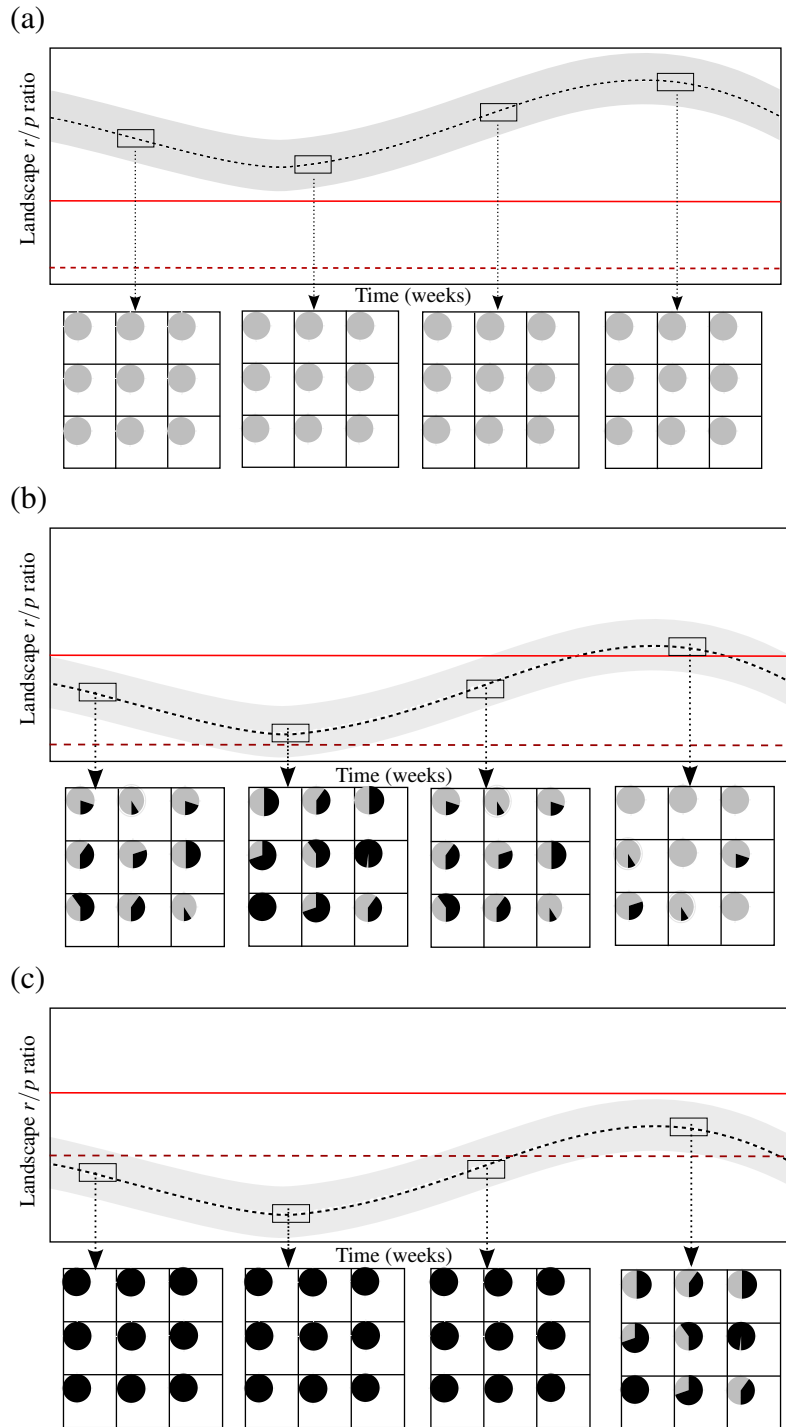 (a)
Landscape r/p ratio
Time (weeks)
(b)
Landscape r/p ratio
Time (weeks)
(c)
Landscape r/p ratio
Time (weeks)